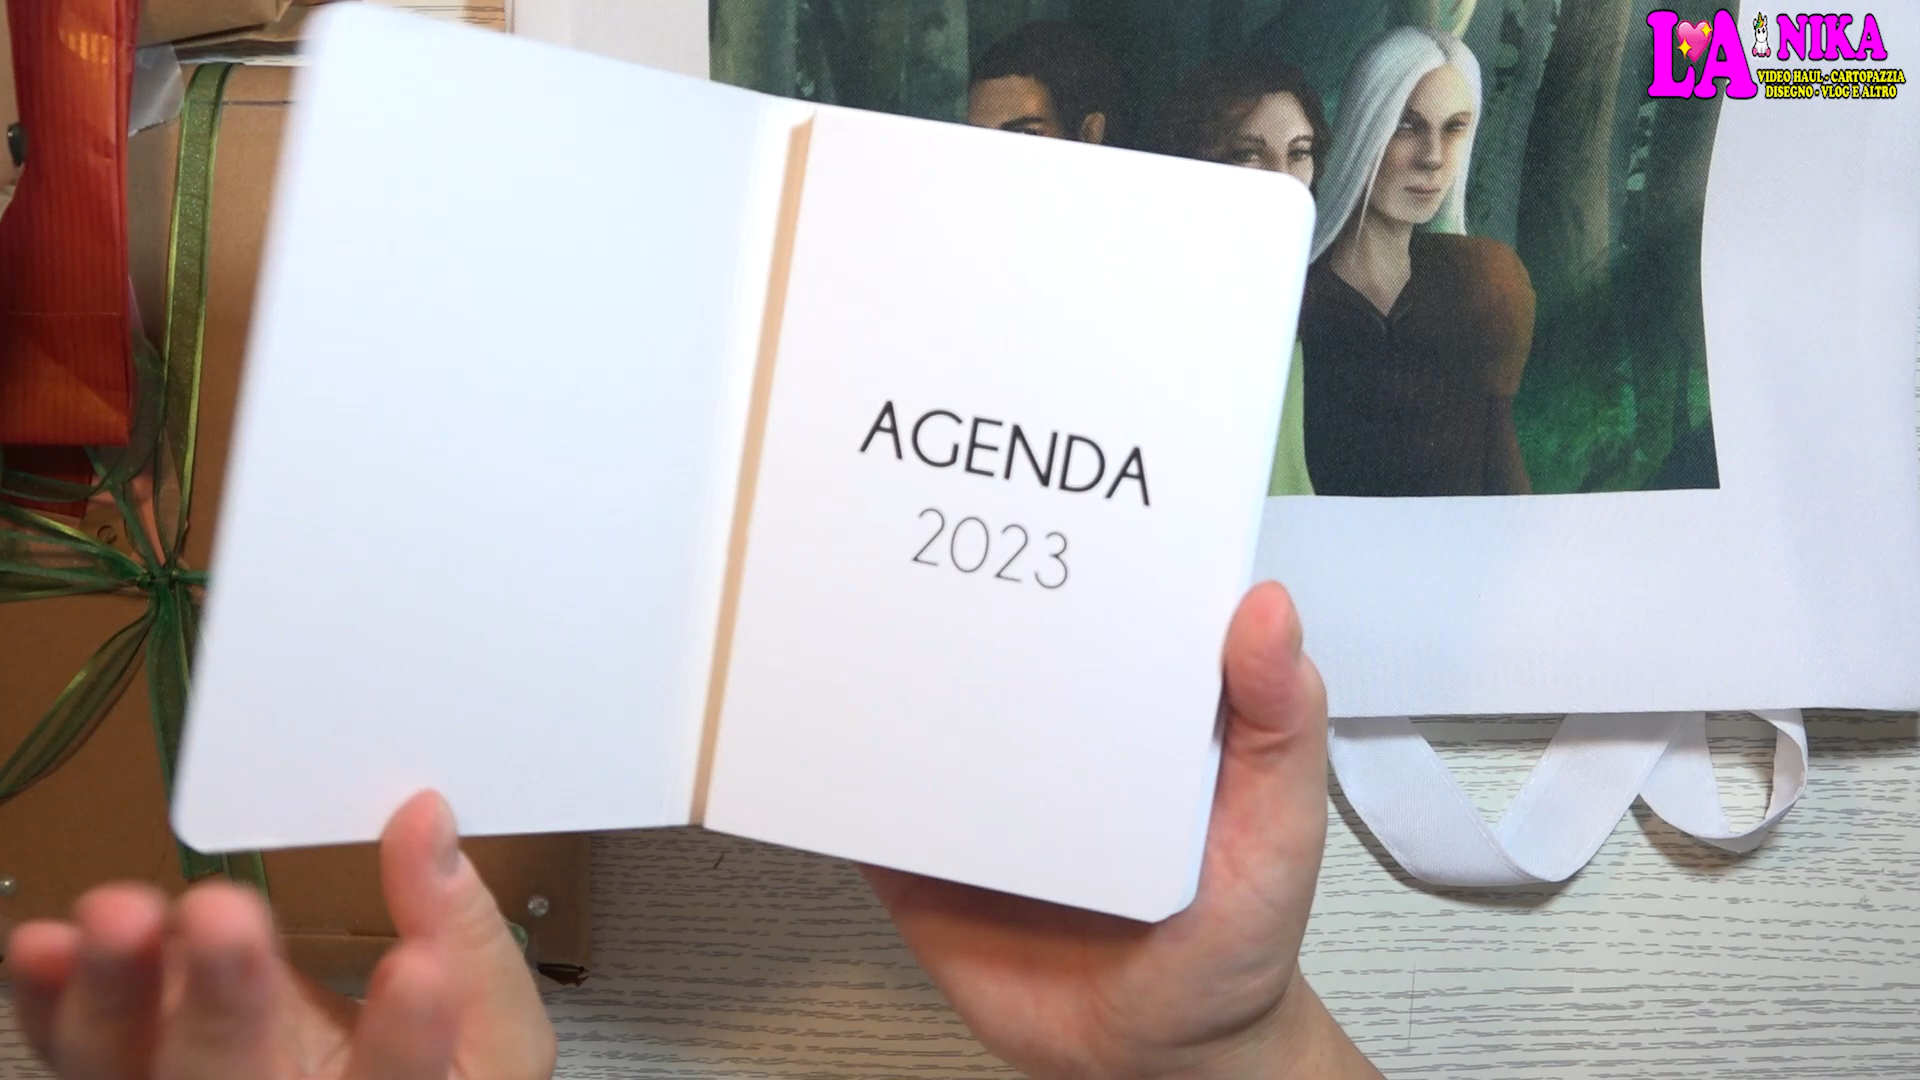 AGENDA
2023
LA NIKA
VIDEO HAUL - CARTOPAZZIA
DISEGNO - VLOG E ALTRO